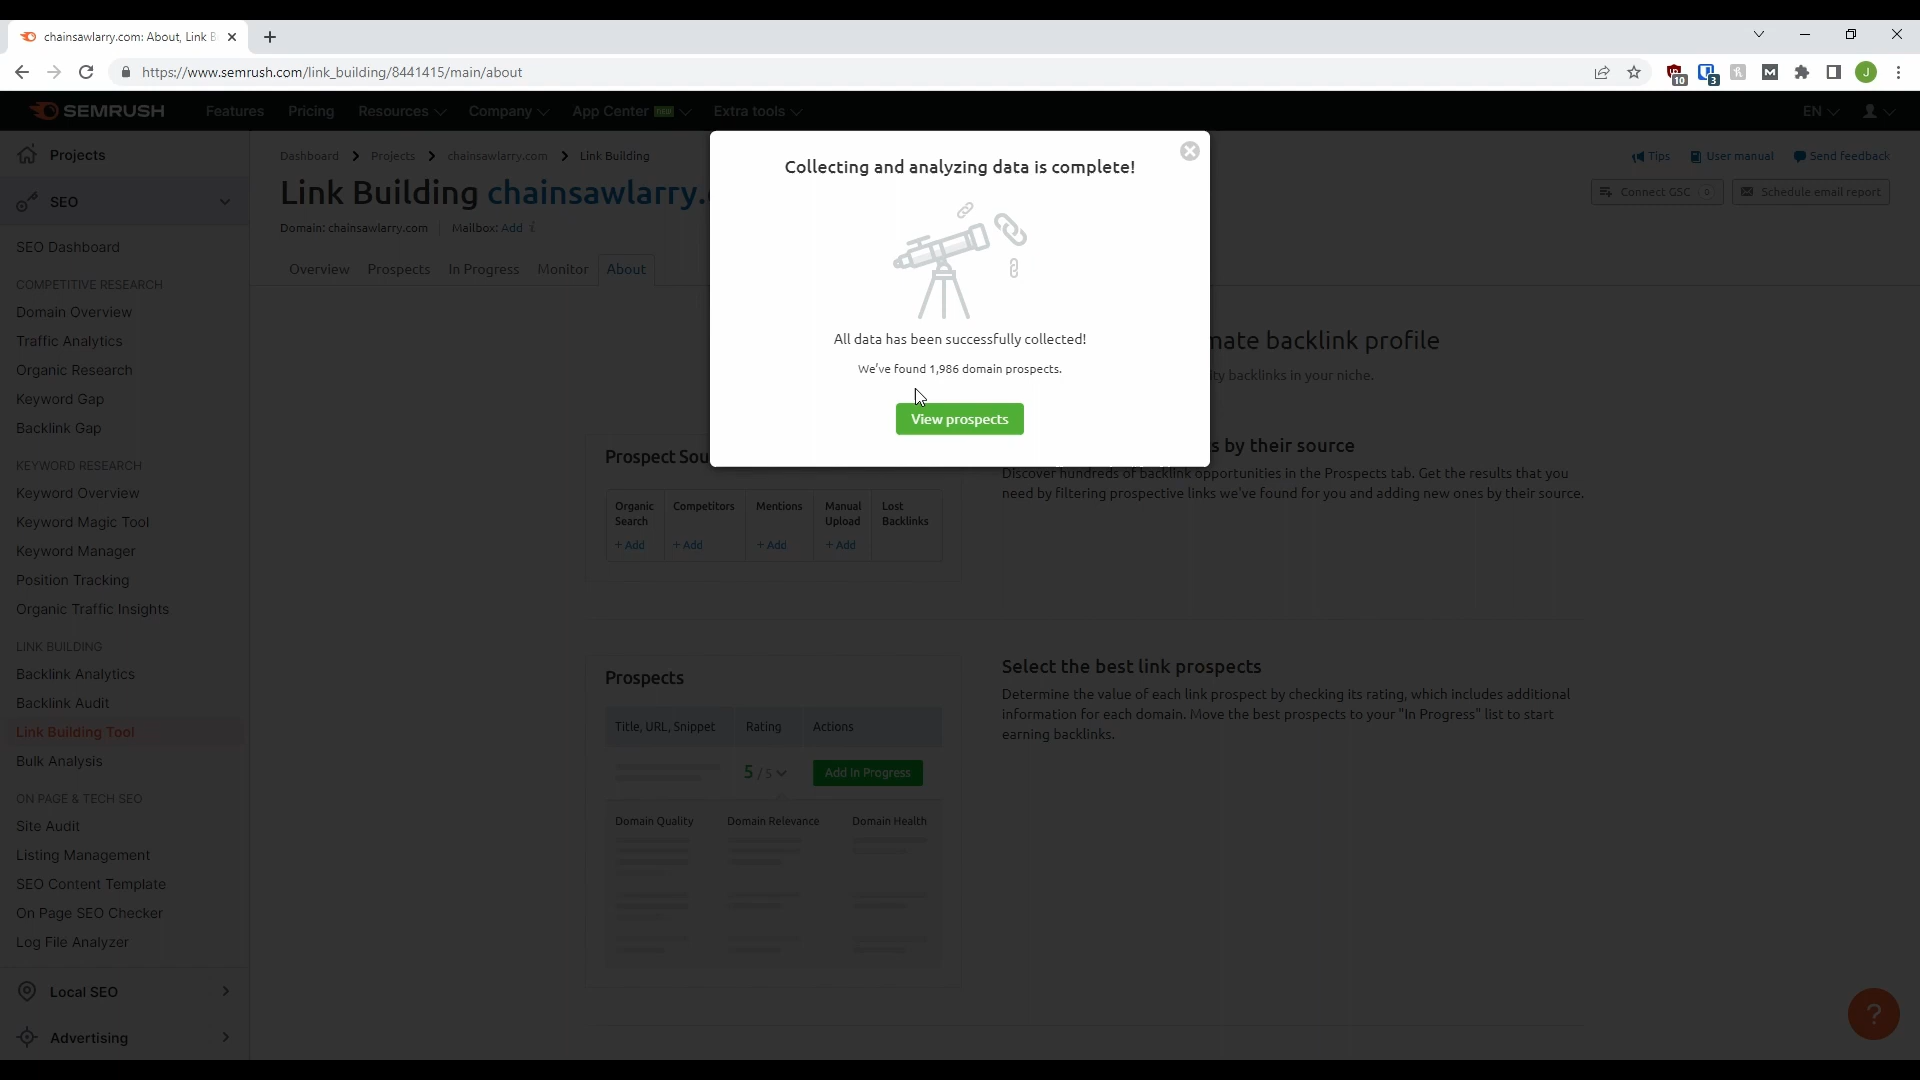 chainsawlarry.com: About, Link B
https://www.semrush.com/link_building/8441415/main/about
10
3
J
SEMRUSH
Features
Pricing
Resources
Company
App Center NEW
Extra tools
EN
Projects
SEO
SEO Dashboard
COMPETITIVE RESEARCH
Domain Overview
Traffic Analytics
Organic Research
Keyword Gap
Backlink Gap
KEYWORD RESEARCH
Keyword Overview
Keyword Magic Tool
Keyword Manager
Position Tracking
Organic Traffic Insights
LINK BUILDING
Backlink Analytics
Backlink Audit
Link Building Tool
Bulk Analysis
ON PAGE & TECH SEO
Site Audit
Listing Management
SEO Content Template
On Page SEO Checker
Log File Analyzer
Local SEO
Advertising
Dashboard > Projects > chainsawlarry.com > Link Building
Tips
User manual
Send feedback
Link Building chainsawlarry.
Connect GSC 0
Schedule email report
Domain: chainsawlarry.com
Mailbox: Add i
Overview
Prospects
In Progress
Monitor
About
Collecting and analyzing data is complete!
All data has been successfully collected!
We've found 1,986 domain prospects.
View prospects
mate backlink profile
ity backlinks in your niche.
Prospect Sou
Organic Search
+ Add
Competitors
+ Add
Mentions
+ Add
Manual Upload
+ Add
Lost Backlinks
s by their source
Discover hundreds of backlink opportunities in the Prospects tab. Get the results that you
need by filtering prospective links we've found for you and adding new ones by their source.
Prospects
Title, URL, Snippet
Rating
Actions
5 / 5
Add In Progress
Domain Quality
Domain Relevance
Domain Health
Select the best link prospects
Determine the value of each link prospect by checking its rating, which includes additional
information for each domain. Move the best prospects to your "In Progress" list to start
earning backlinks.
?